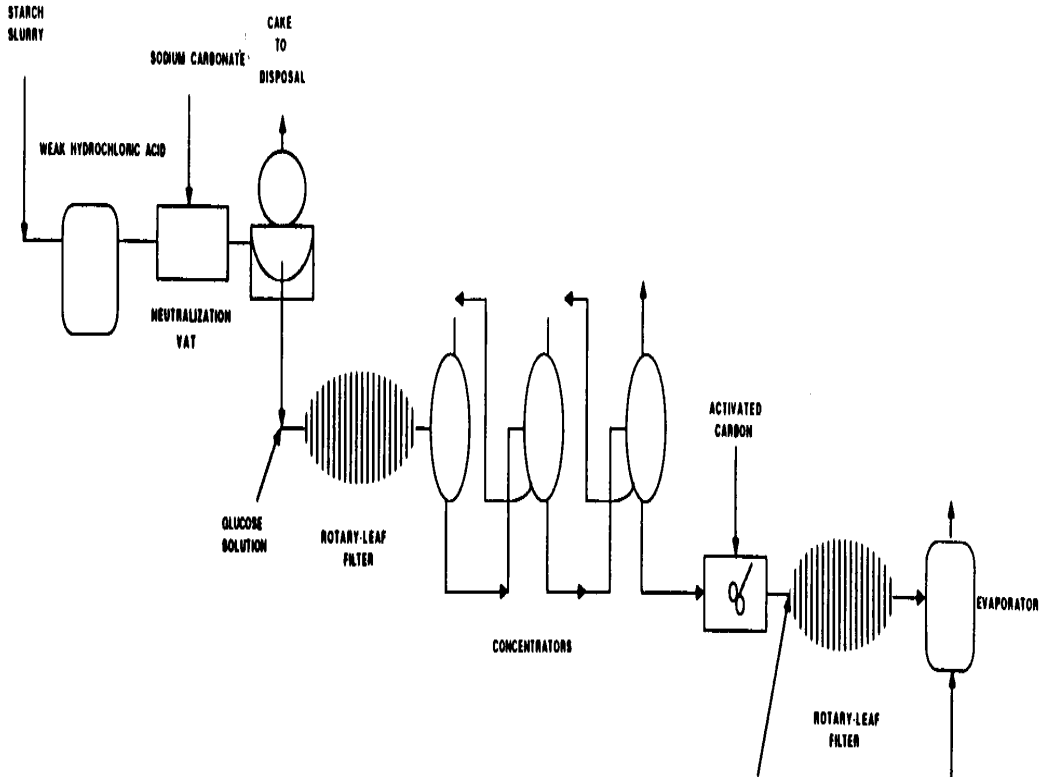 STARCH
SLURRY
CAKE
TO
DISPOSAL
SODIUM CARBONATE
WEAK HYDROCHLORIC ACID
NEUTRALIZATION
VAT
GLUCOSE
SOLUTION
ROTARY-LEAF
FILTER
CONCENTRATORS
ACTIVATED
CARBON
EVAPORATOR
ROTARY-LEAF
FILTER